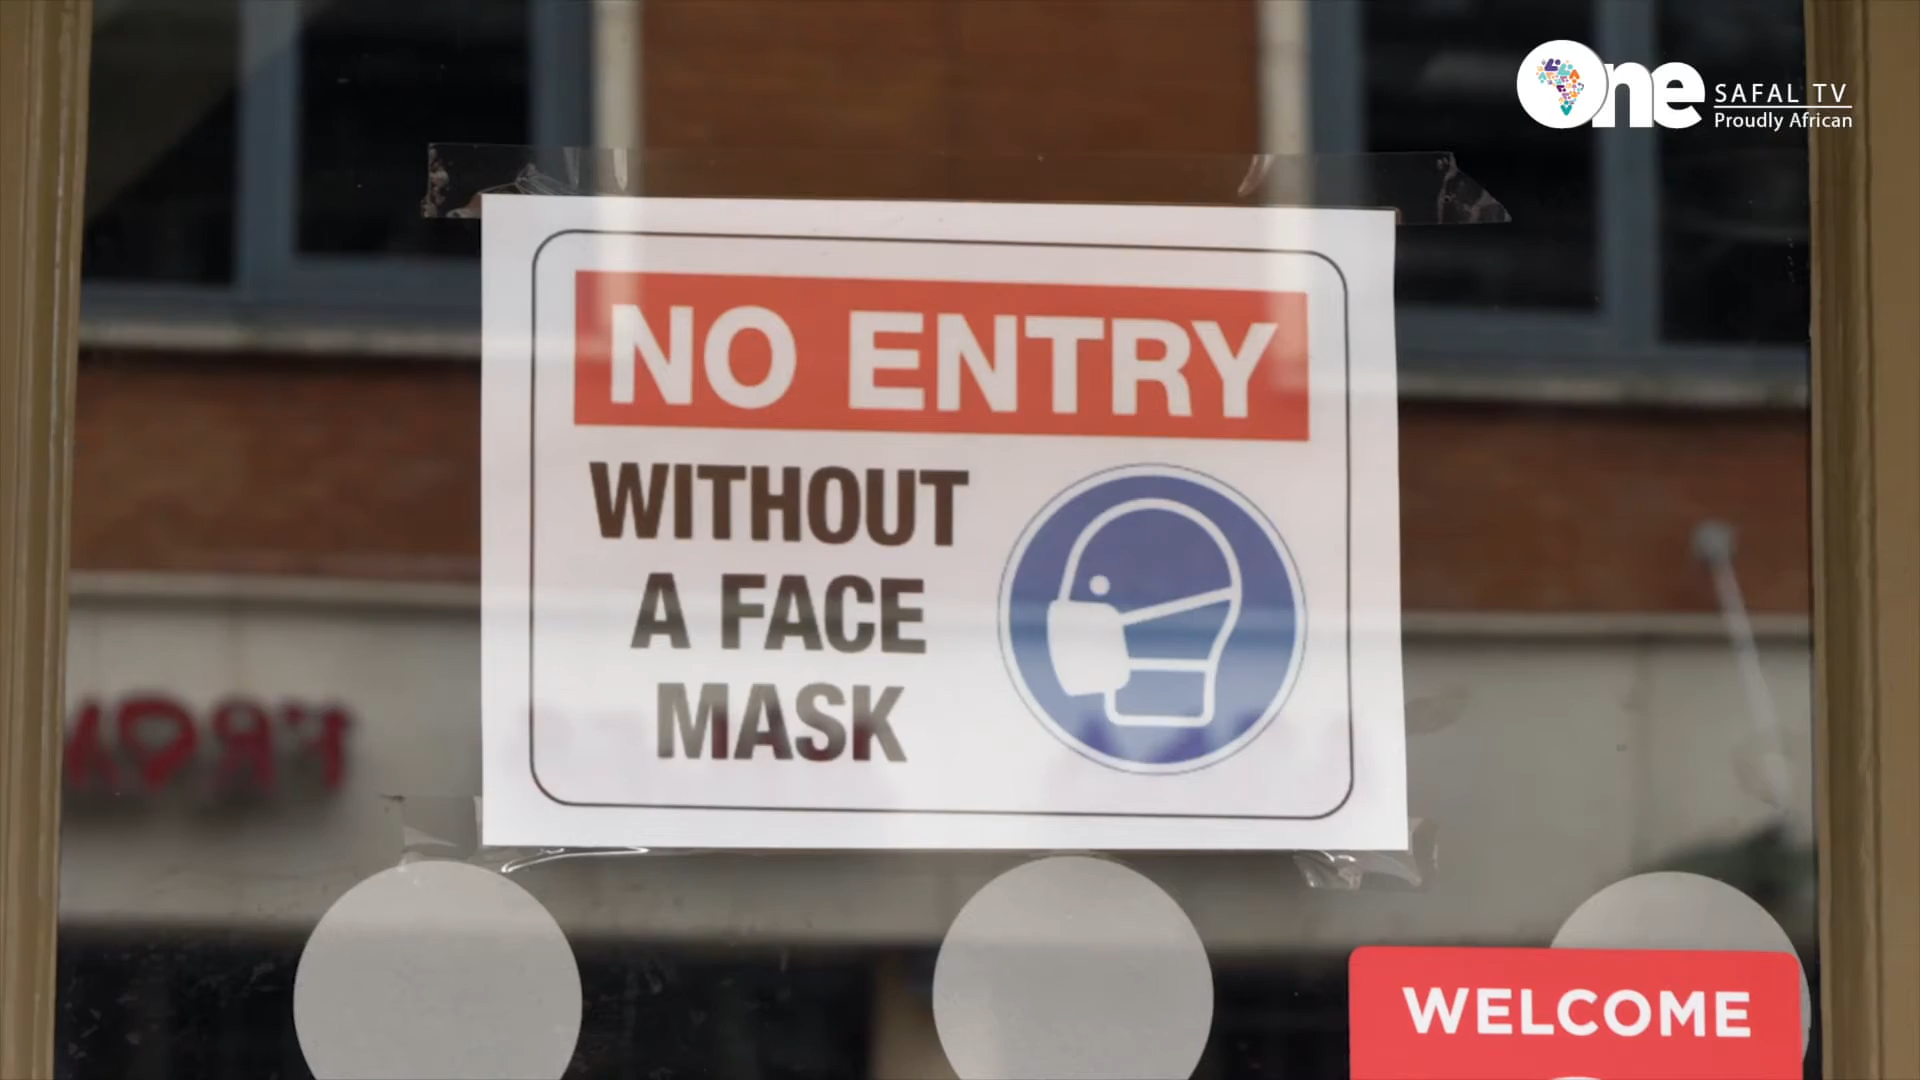 One SAFAL TV
Proudly African
NO ENTRY
WITHOUT
A FACE
MASK
WELCOME